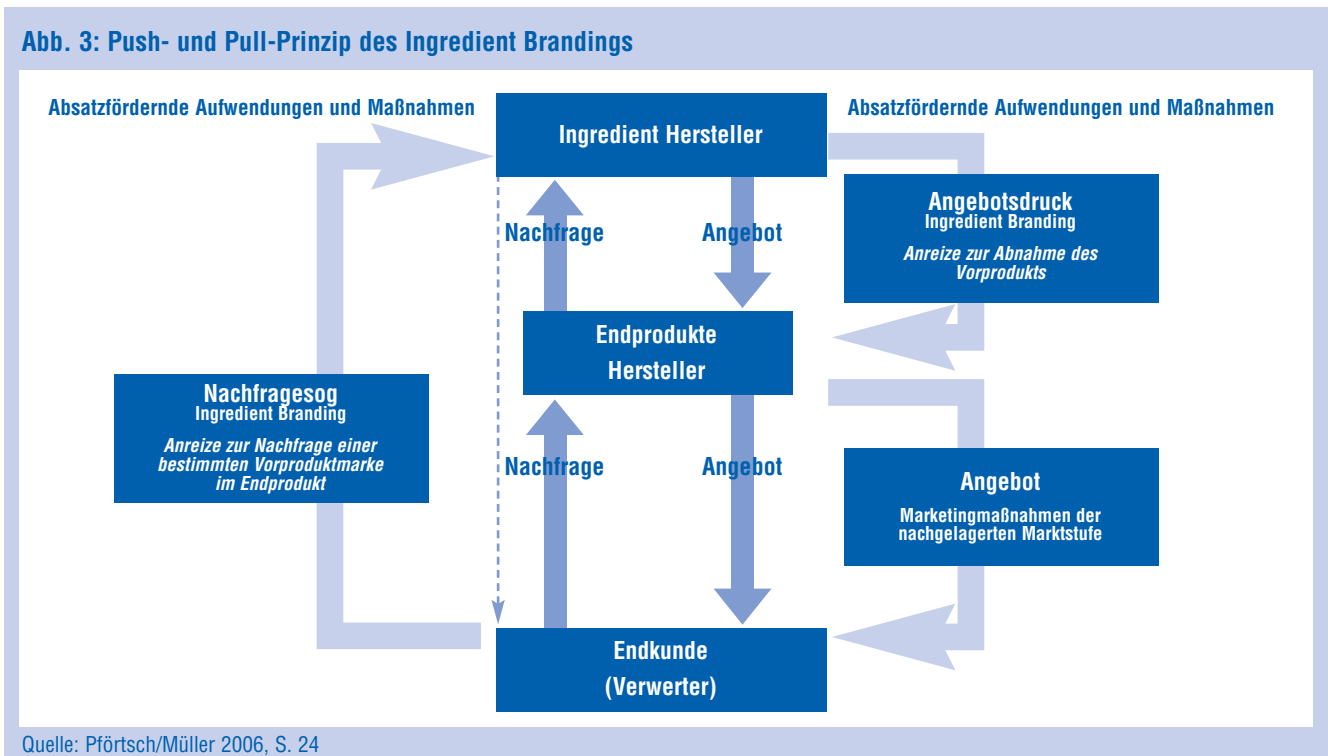 Abb. 3: Push- und Pull-Prinzip des Ingredient Brandings
Absatzfördernde Aufwendungen und Maßnahmen
Absatzfördernde Aufwendungen und Maßnahmen
Ingredient Hersteller
Angebotsdruck
Ingredient Branding
Anreize zur Abnahme des
Vorprodukts
Nachfrage
Angebot
Endprodukte
Hersteller
Nachfragesog
Ingredient Branding
Anreize zur Nachfrage einer
bestimmten Vorproduktmarke
im Endprodukt
Nachfrage
Angebot
Angebot
Marketingmaßnahmen der
nachgelagerten Marktstufe
Endkunde
(Verwerter)
Quelle: Pförtsch/Müller 2006, S. 24